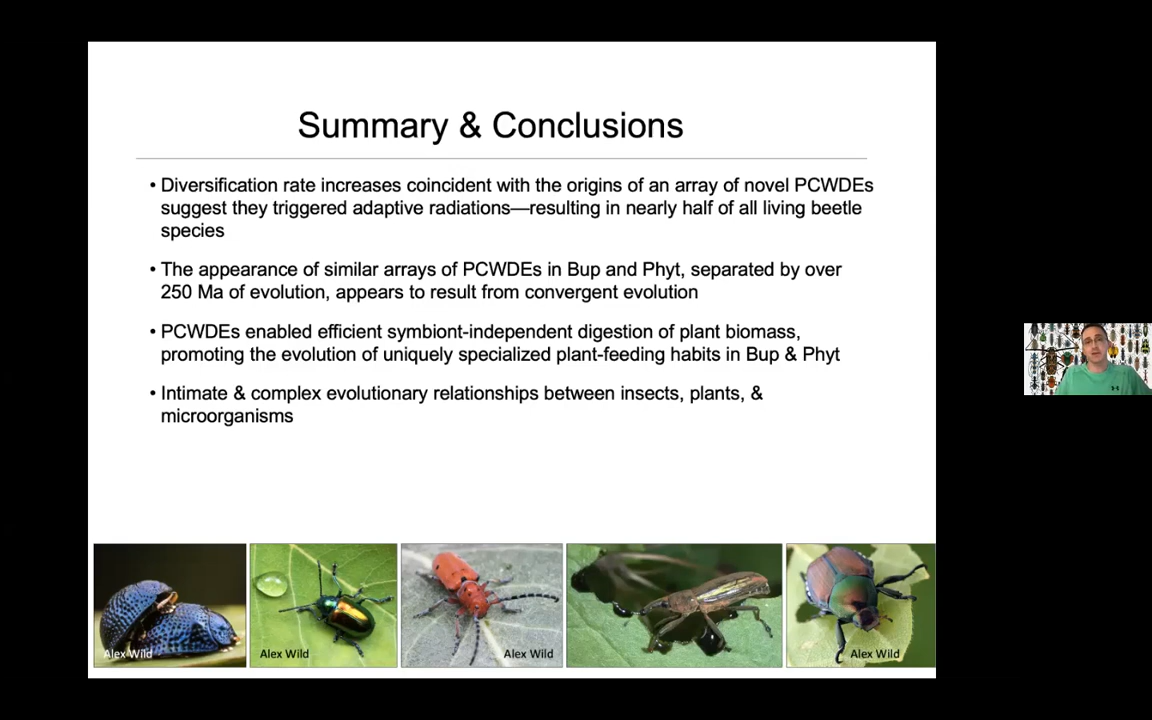 Summary & Conclusions
• Diversification rate increases coincident with the origins of an array of novel PCWDEs
suggest they triggered adaptive radiations—resulting in nearly half of all living beetle
species
• The appearance of similar arrays of PCWDEs in Bup and Phyt, separated by over
250 Ma of evolution, appears to result from convergent evolution
• PCWDEs enabled efficient symbiont-independent digestion of plant biomass,
promoting the evolution of uniquely specialized plant-feeding habits in Bup & Phyt
• Intimate & complex evolutionary relationships between insects, plants, &
microorganisms
Alex Wild
Alex Wild
Alex Wild
Alex Wild